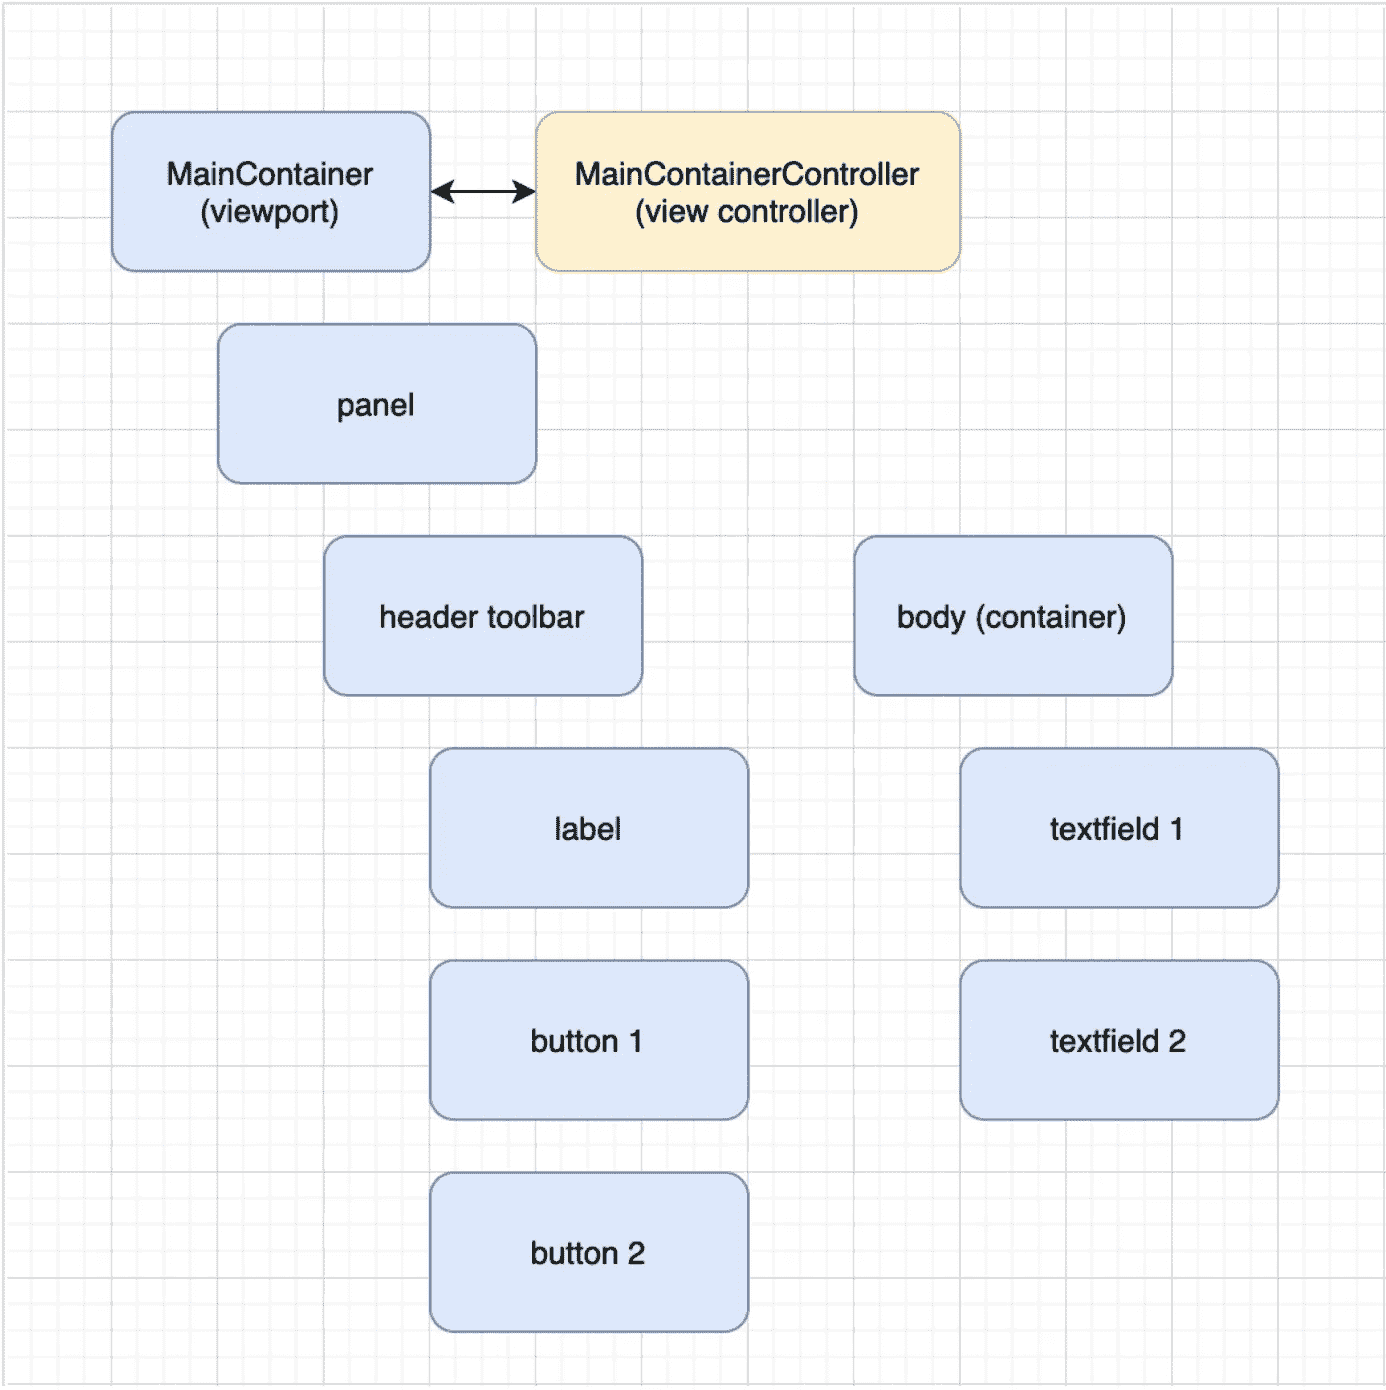 MainContainer
(viewport)
MainContainerController
(view controller)
panel
header toolbar
body (container)
label
textfield 1
button 1
textfield 2
button 2